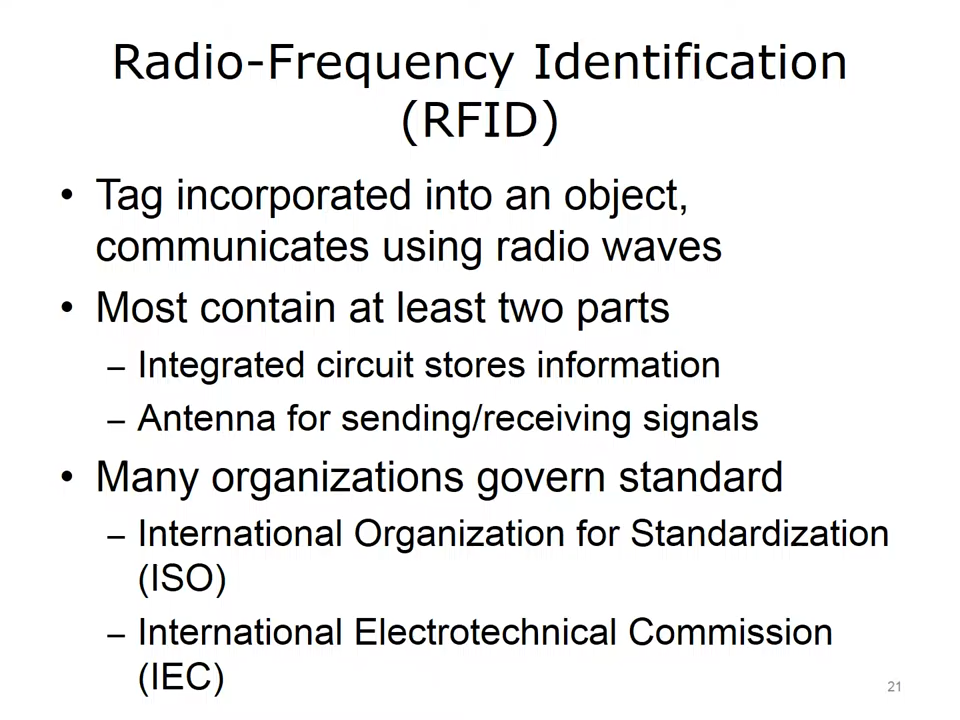 Radio-Frequency Identification
(RFID)
• Tag incorporated into an object,
communicates using radio waves
• Most contain at least two parts
– Integrated circuit stores information
– Antenna for sending/receiving signals
• Many organizations govern standard
– International Organization for Standardization
(ISO)
– International Electrotechnical Commission
(IEC)
21